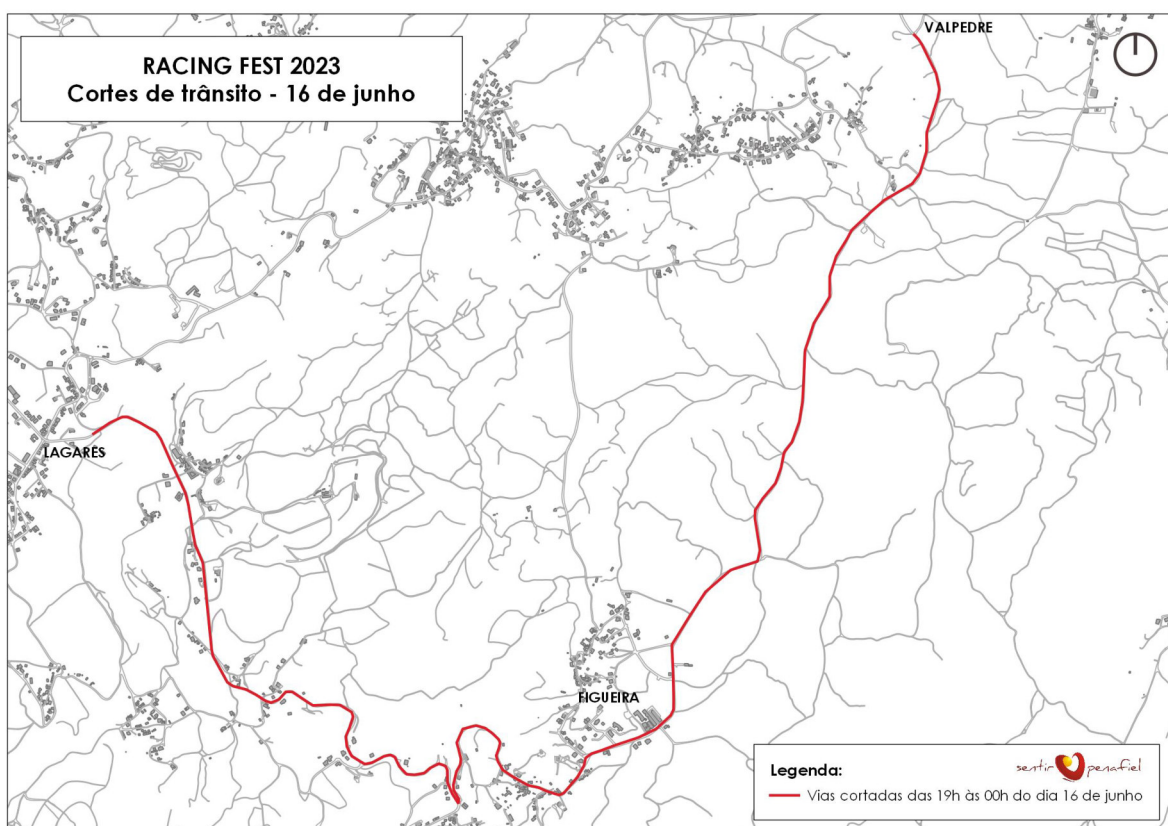 RACING FEST 2023
Cortes de trânsito - 16 de junho
VALPEDRE
LAGARES
FIGUEIRA
Legenda:
sentir penafiel
Vias cortadas das 19h às 00h do dia 16 de junho